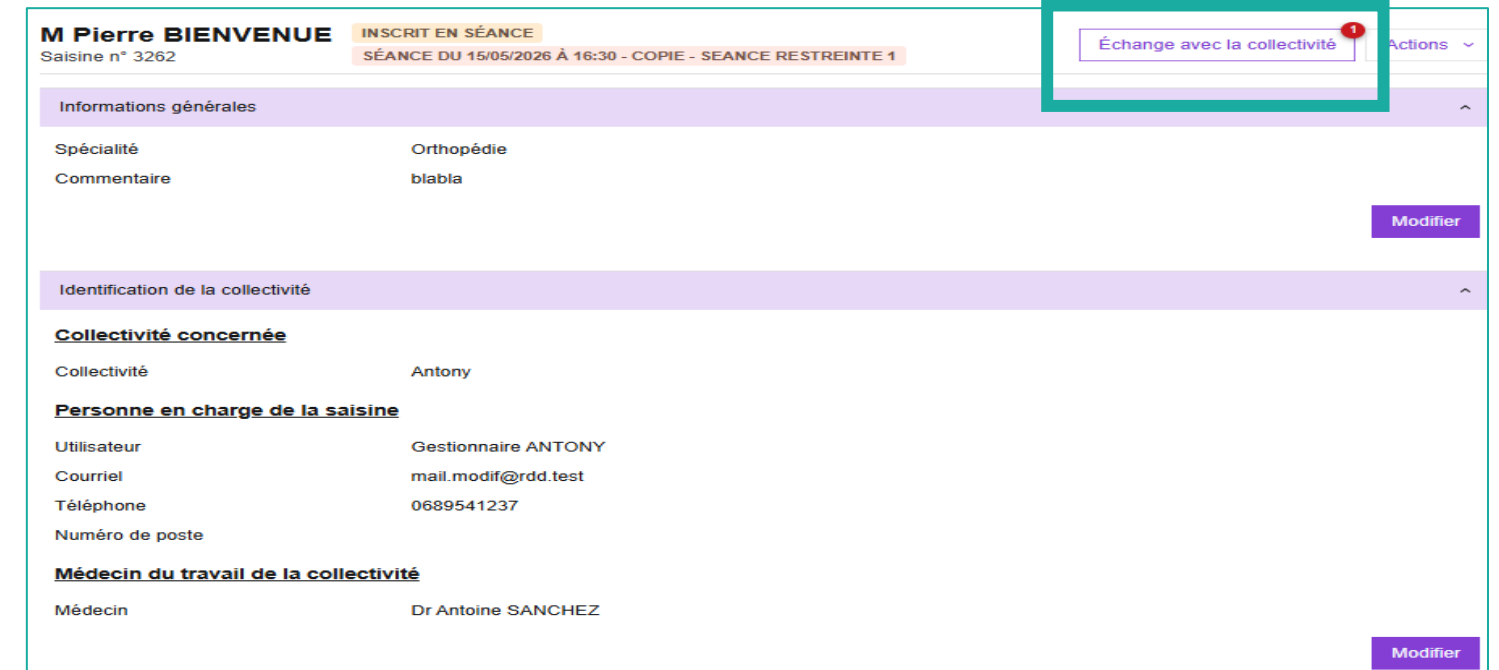 M Pierre BIENVENUE INSCRIT EN SÉANCE
Saisine n° 3262 SÉANCE DU 15/05/2026 À 16:30 - COPIE - SEANCE RESTREINTE 1
Échange avec la collectivité 1 Actions
Informations générales
Spécialité Orthopédie
Commentaire blabla
Modifier
Identification de la collectivité
Collectivité concernée
Collectivité Antony
Personne en charge de la saisine
Utilisateur Gestionnaire ANTONY
Courriel mail.modif@rdd.test
Téléphone 0689541237
Numéro de poste
Médecin du travail de la collectivité
Médecin Dr Antoine SANCHEZ
Modifier